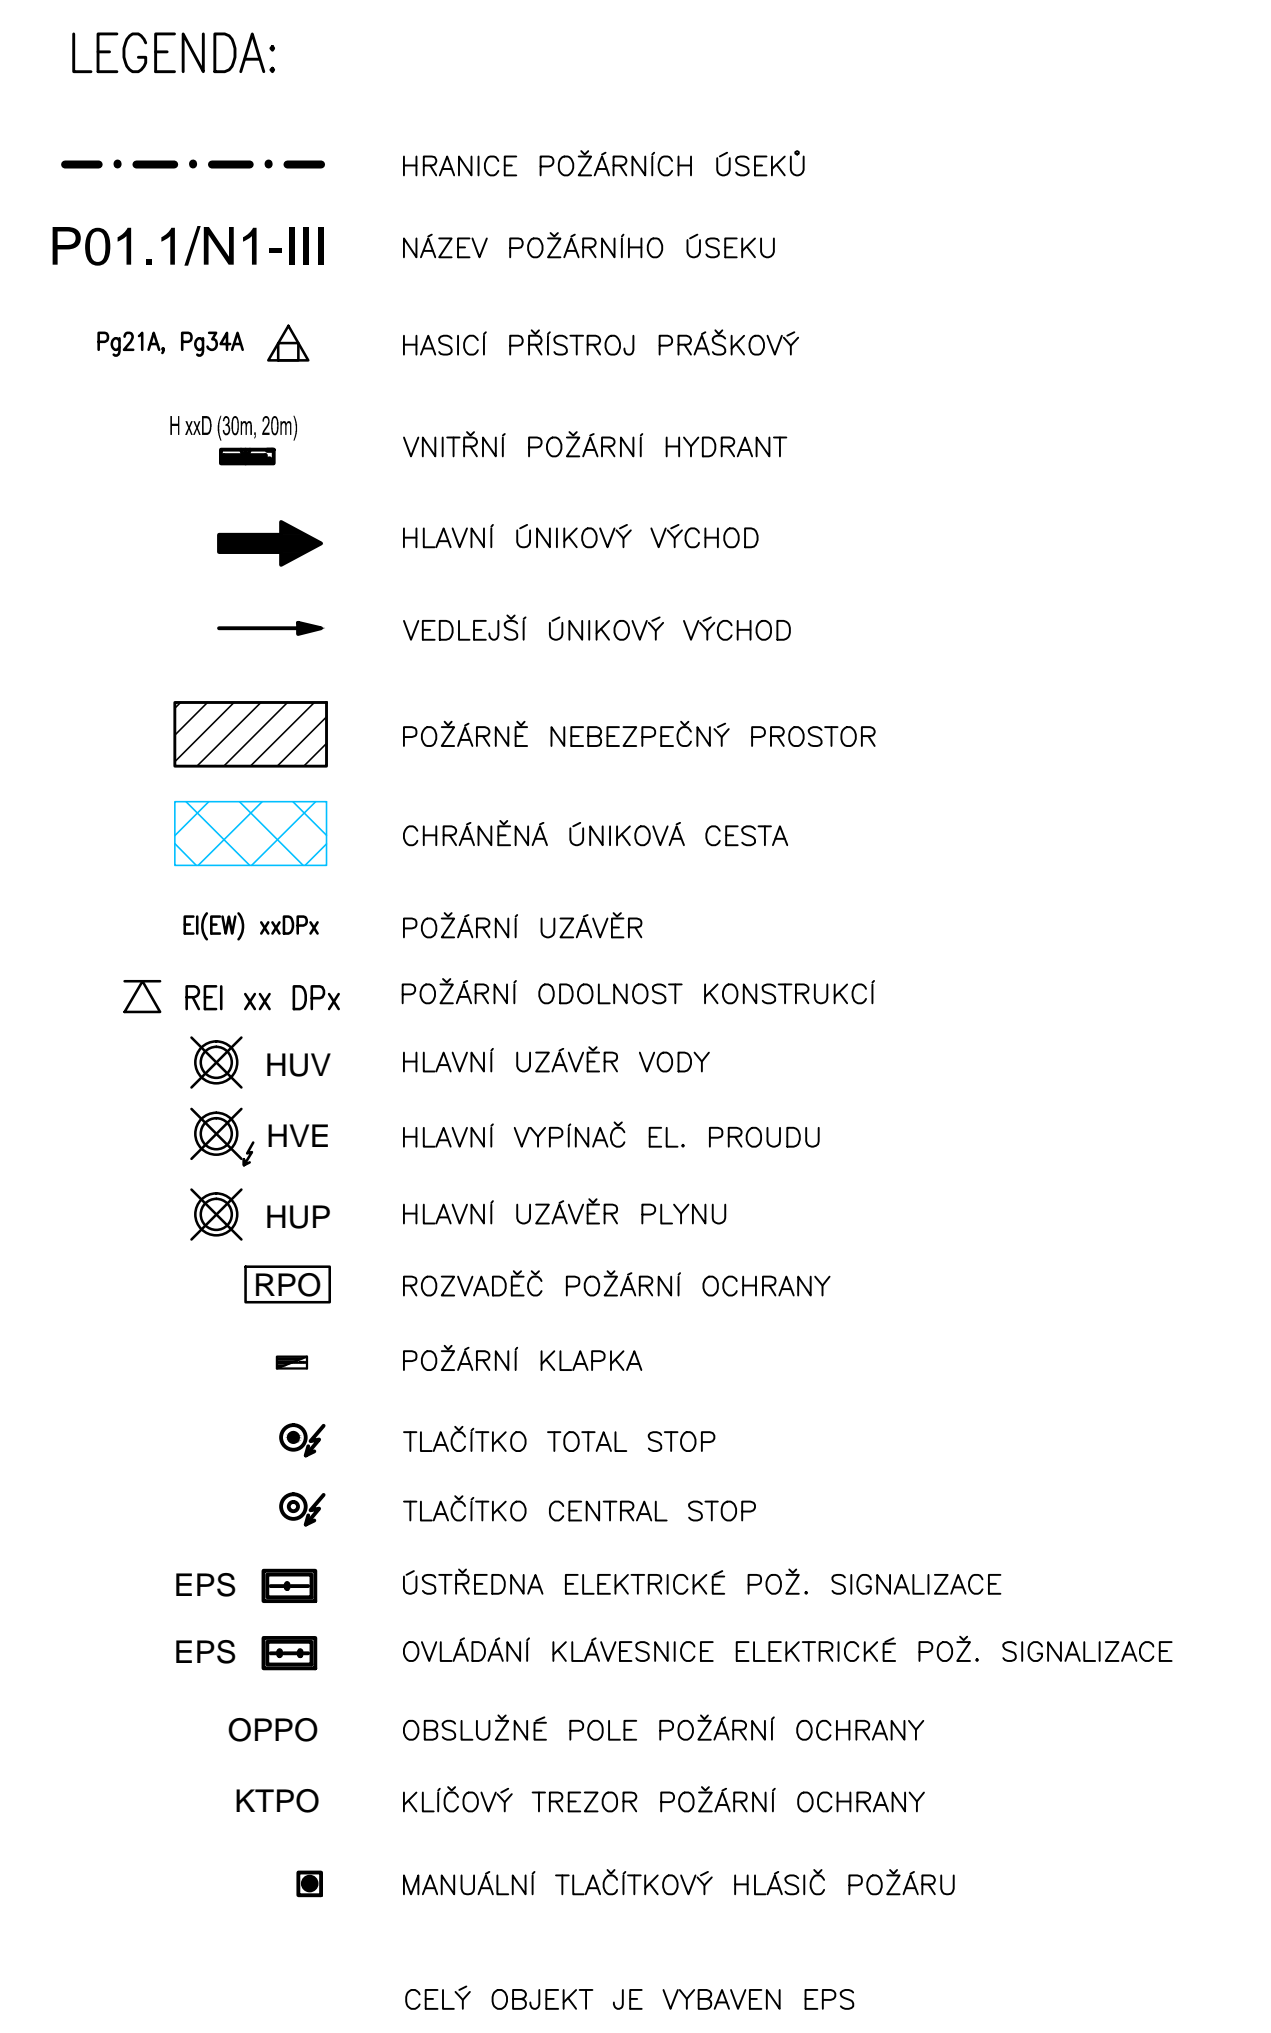 LEGENDA:
HRANICE POŽÁRNÍCH ÚSEKŮ
P01.1/N1-III NÁZEV POŽÁRNÍHO ÚSEKU
Pg21A, Pg34A HASICÍ PŘÍSTROJ PRÁŠKOVÝ
H xxD (30m, 20m)
VNITŘNÍ POŽÁRNÍ HYDRANT
HLAVNÍ ÚNIKOVÝ VÝCHOD
VEDLEJŠÍ ÚNIKOVÝ VÝCHOD
POŽÁRNĚ NEBEZPEČNÝ PROSTOR
CHRÁNĚNÁ ÚNIKOVÁ CESTA
EI(EW) xxDPx POŽÁRNÍ UZÁVĚR
REI xx DPx POŽÁRNÍ ODOLNOST KONSTRUKCÍ
HUV HLAVNÍ UZÁVĚR VODY
HVE HLAVNÍ VYPÍNAČ EL. PROUDU
HUP HLAVNÍ UZÁVĚR PLYNU
RPO ROZVADĚČ POŽÁRNÍ OCHRANY
POŽÁRNÍ KLAPKA
TLAČÍTKO TOTAL STOP
TLAČÍTKO CENTRAL STOP
EPS ÚSTŘEDNA ELEKTRICKÉ POŽ. SIGNALIZACE
EPS OVLÁDÁNÍ KLÁVESNICE ELEKTRICKÉ POŽ. SIGNALIZACE
OPPO OBSLUŽNÉ POLE POŽÁRNÍ OCHRANY
KTPO KLÍČOVÝ TREZOR POŽÁRNÍ OCHRANY
MANUÁLNÍ TLAČÍTKOVÝ HLÁSIČ POŽÁRU
CELÝ OBJEKT JE VYBAVEN EPS